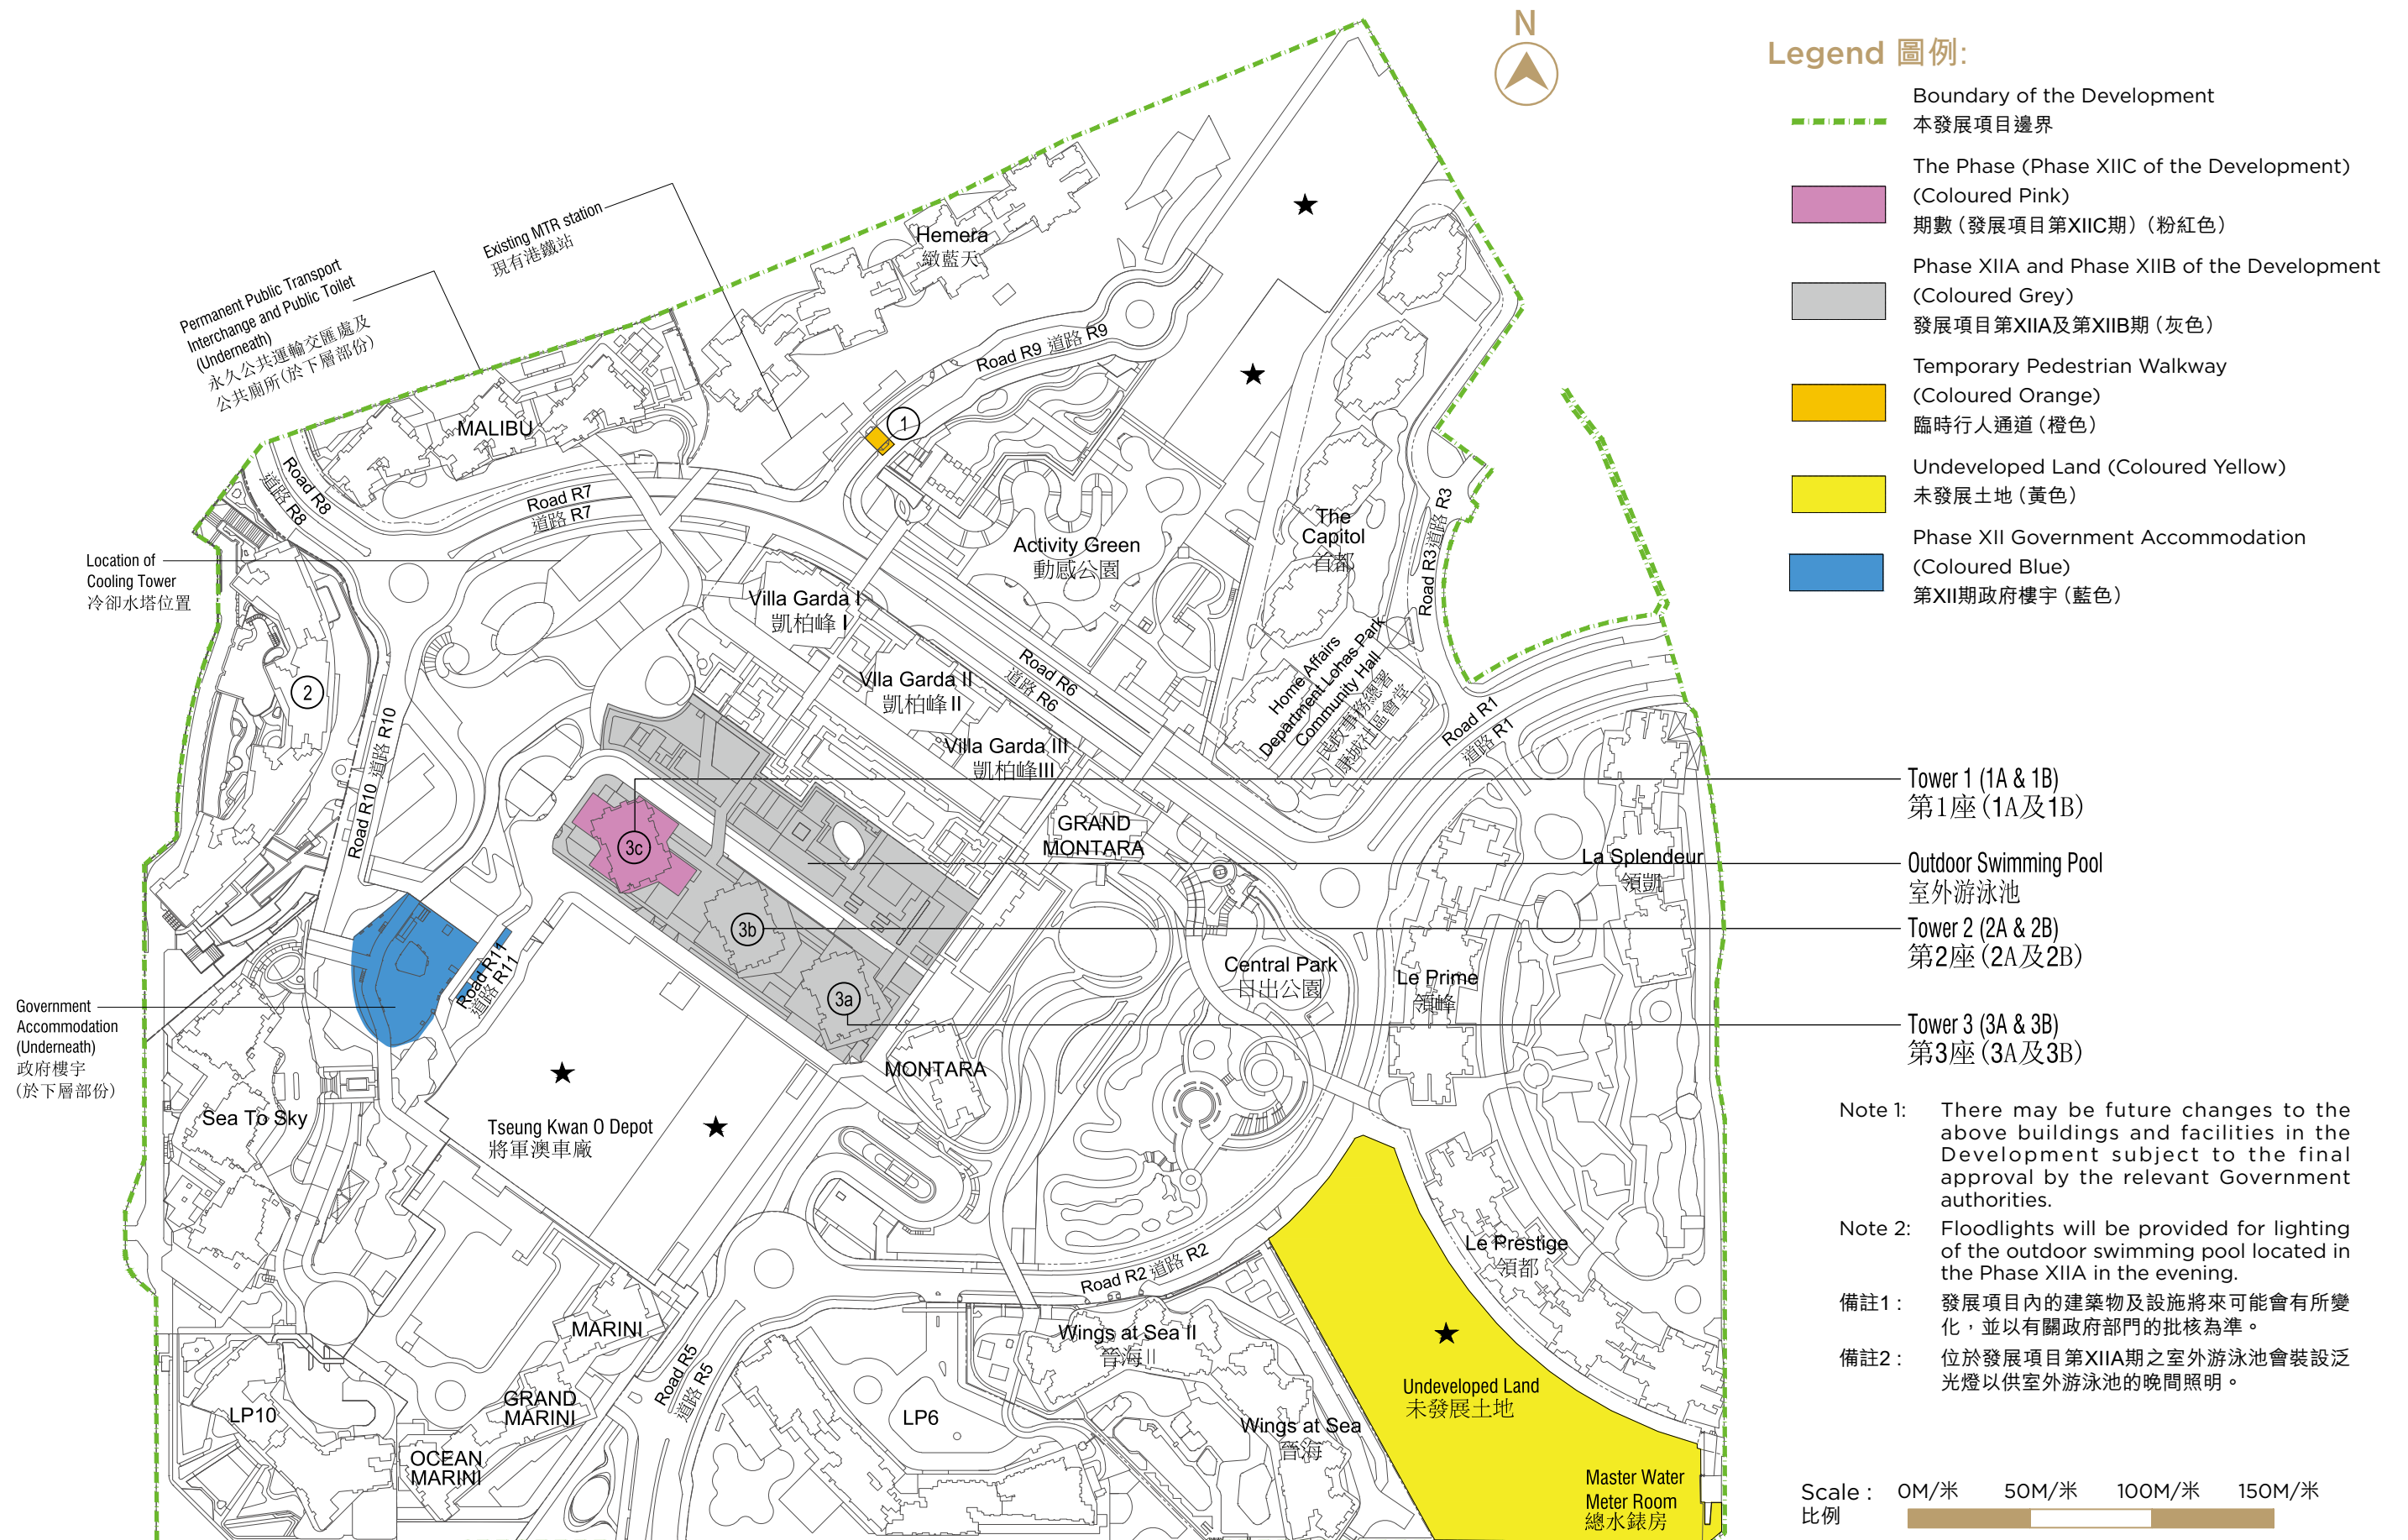 N
Legend 圖例:
Boundary of the Development
本發展項目邊界
The Phase (Phase XIIC of the Development)
(Coloured Pink)
期數（發展項目第XIIC期）（粉紅色）
Phase XIIA and Phase XIIB of the Development
(Coloured Grey)
發展項目第XIIA及第XIIB期（灰色）
Temporary Pedestrian Walkway
(Coloured Orange)
臨時行人通道（橙色）
Undeveloped Land (Coloured Yellow)
未發展土地（黃色）
Phase XII Government Accommodation
(Coloured Blue)
第XII期政府樓宇（藍色）
Existing MTR station
現有港鐵站
Permanent Public Transport
Interchange and Public Toilet
(Underneath)
永久公共運輸交匯處及
公共廁所(於下層部份)
Hemera
緻藍天
Road R9 道路 R9
MALIBU
1
Road R8
道路 R8
Road R7
道路 R7
Location of
Cooling Tower
冷卻水塔位置
Activity Green
動感公園
The
Capitol
首都
Road R3 道路 R3
Villa Garda I
凱柏峰 I
Vlla Garda II
凱柏峰 II
Villa Garda III
凱柏峰III
Road R6
道路 R6
Home Affairs
Department Lohas Park
Community Hall
民政事務總署
康城社區會堂
Road R1
道路 R1
2
Road R10 道路 R10
Tower 1 (1A & 1B)
第1座（1A及1B）
Outdoor Swimming Pool
室外游泳池
Tower 2 (2A & 2B)
第2座（2A及2B）
Tower 3 (3A & 3B)
第3座（3A及3B）
3c
3b
3a
GRAND
MONTARA
La Splendeur
領凱
Central Park
日出公園
Le Prime
領峰
Road R11
道路 R11
Government
Accommodation
(Underneath)
政府樓宇
(於下層部份)
MONTARA
Sea To Sky
Tseung Kwan O Depot
將軍澳車廠
Le Prestige
領都
Road R2 道路 R2
MARINI
Road R5
道路 R5
Wings at Sea II
晉海II
GRAND
MARINI
LP10
LP6
Wings at Sea
晉海
OCEAN
MARINI
Undeveloped Land
未發展土地
Master Water
Meter Room
總水錶房
Note 1: There may be future changes to the
above buildings and facilities in the
Development subject to the final
approval by the relevant Government
authorities.
Note 2: Floodlights will be provided for lighting
of the outdoor swimming pool located in
the Phase XIIA in the evening.
備註1： 發展項目內的建築物及設施將來可能會有所變
化，並以有關政府部門的批核為準。
備註2： 位於發展項目第XIIA期之室外游泳池會裝設泛
光燈以供室外游泳池的晚間照明。
Scale : 0M/米 50M/米 100M/米 150M/米
比例